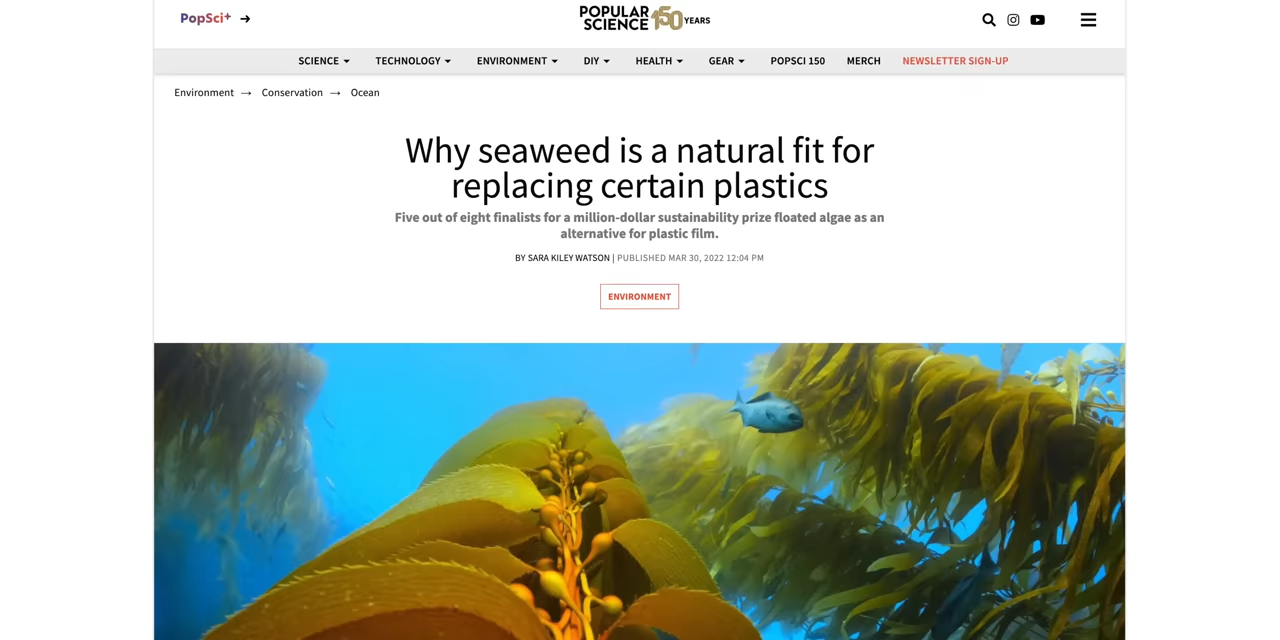 PopSci+
POPULAR
SCIENCE 150 YEARS
SCIENCE TECHNOLOGY ENVIRONMENT DIY HEALTH GEAR POPSCI 150 MERCH NEWSLETTER SIGN-UP
Environment → Conservation → Ocean
Why seaweed is a natural fit for
replacing certain plastics
Five out of eight finalists for a million-dollar sustainability prize floated algae as an
alternative for plastic film.
BY SARA KILEY WATSON | PUBLISHED MAR 30, 2022 12:04 PM
ENVIRONMENT